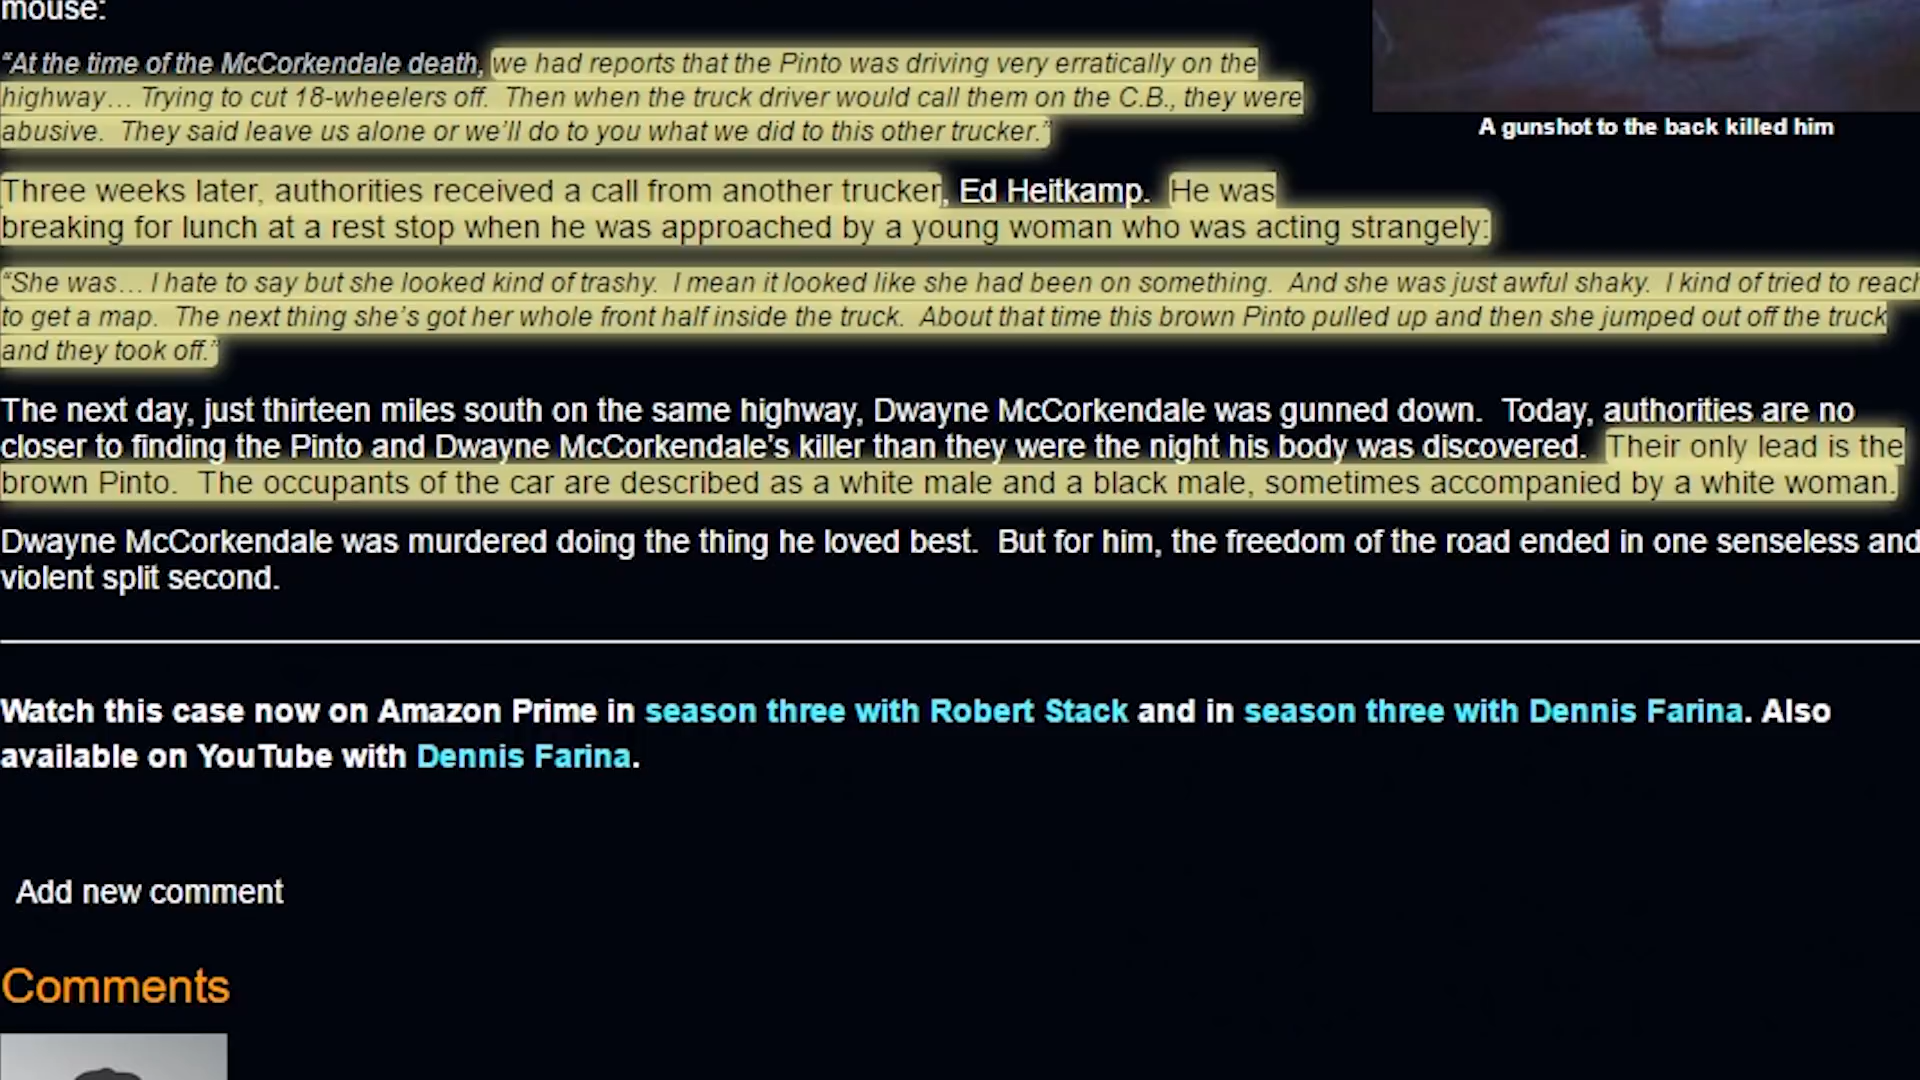 mouse:
“At the time of the McCorkendale death, we had reports that the Pinto was driving very erratically on the
highway… Trying to cut 18-wheelers off.  Then when the truck driver would call them on the C.B., they were
abusive.  They said leave us alone or we’ll do to you what we did to this other trucker.”
A gunshot to the back killed him
Three weeks later, authorities received a call from another trucker, Ed Heitkamp.  He was
breaking for lunch at a rest stop when he was approached by a young woman who was acting strangely:
“She was… I hate to say but she looked kind of trashy.  I mean it looked like she had been on something.  And she was just awful shaky.  I kind of tried to reach
to get a map.  The next thing she’s got her whole front half inside the truck.  About that time this brown Pinto pulled up and then she jumped out off the truck
and they took off.”
The next day, just thirteen miles south on the same highway, Dwayne McCorkendale was gunned down.  Today, authorities are no
closer to finding the Pinto and Dwayne McCorkendale’s killer than they were the night his body was discovered.  Their only lead is the
brown Pinto.  The occupants of the car are described as a white male and a black male, sometimes accompanied by a white woman.
Dwayne McCorkendale was murdered doing the thing he loved best.  But for him, the freedom of the road ended in one senseless and
violent split second.
Watch this case now on Amazon Prime in season three with Robert Stack and in season three with Dennis Farina. Also
available on YouTube with Dennis Farina.
Add new comment
Comments